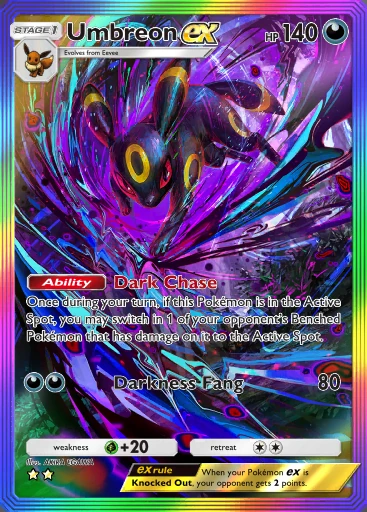 STAGE 1 Umbreon ex HP 140
Evolves from Eevee
Ability Dark Chase
Once during your turn, if this Pokémon is in the Active
Spot, you may switch in 1 of your opponent's Benched
Pokémon that has damage on it to the Active Spot.
Darkness Fang 80
weakness +20 retreat
Illus. AKIRA EGAWA
ex rule When your Pokémon ex is
Knocked Out, your opponent gets 2 points.